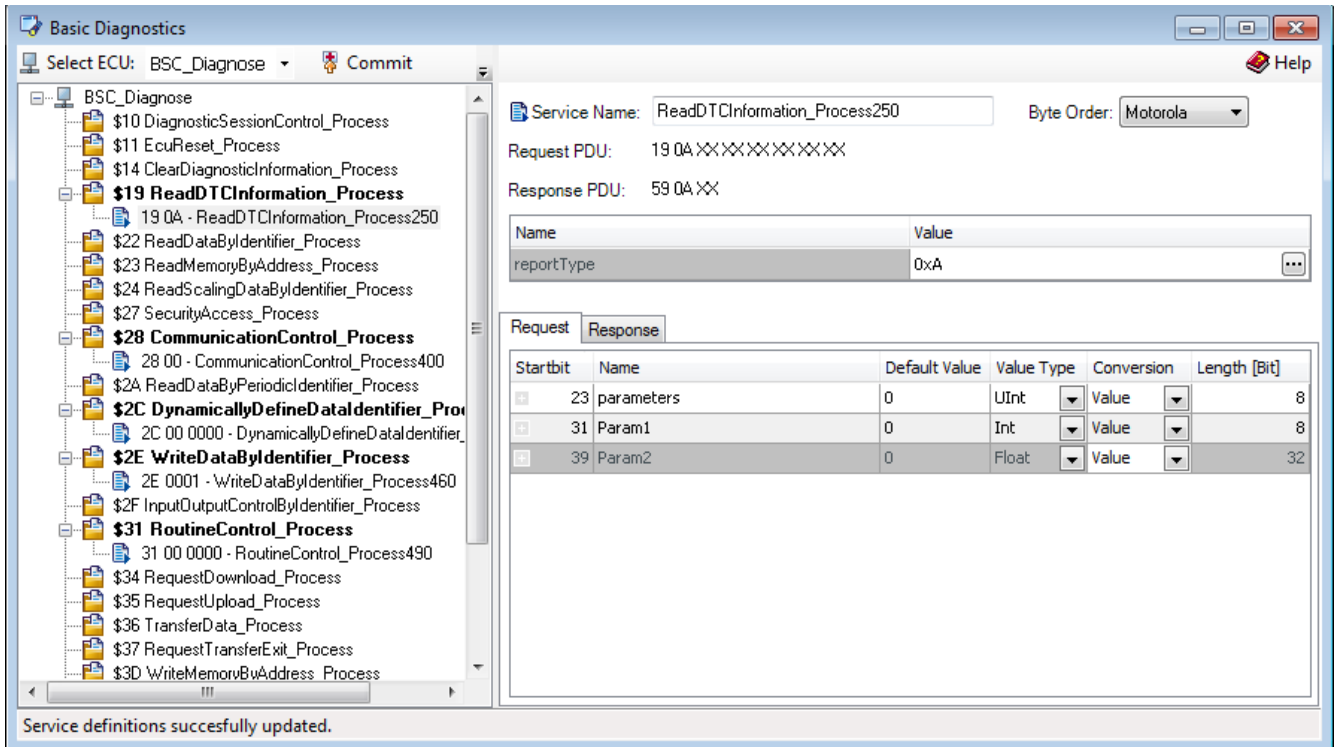 Basic Diagnostics
Select ECU: BSC_Diagnose Commit
Help
BSC_Diagnose
$10 DiagnosticSessionControl_Process
$11 EcuReset_Process
$14 ClearDiagnosticInformation_Process
$19 ReadDTCInformation_Process
19 0A - ReadDTCInformation_Process250
$22 ReadDataByIdentifier_Process
$23 ReadMemoryByAddress_Process
$24 ReadScalingDataByIdentifier_Process
$27 SecurityAccess_Process
$28 CommunicationControl_Process
28 00 - CommunicationControl_Process400
$2A ReadDataByPeriodicIdentifier_Process
$2C DynamicallyDefineDataIdentifier_Pro
2C 00 0000 - DynamicallyDefineDataIdentifier_
$2E WriteDataByIdentifier_Process
2E 0001 - WriteDataByIdentifier_Process460
$2F InputOutputControlByIdentifier_Process
$31 RoutineControl_Process
31 00 0000 - RoutineControl_Process490
$34 RequestDownload_Process
$35 RequestUpload_Process
$36 TransferData_Process
$37 RequestTransferExit_Process
$3D WriteMemoryByAddress_Process
Service Name: ReadDTCInformation_Process250 Byte Order: Motorola
Request PDU: 19 0A XX XX XX XX XX XX
Response PDU: 59 0A XX
Name Value
reportType 0xA
Request Response
Startbit Name Default Value Value Type Conversion Length [Bit]
23 parameters 0 UInt Value 8
31 Param1 0 Int Value 8
39 Param2 0 Float Value 32
Service definitions succesfully updated.